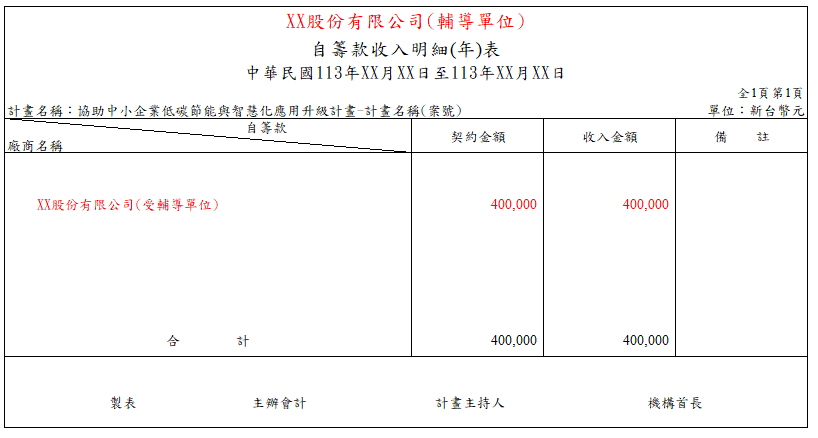 XX股份有限公司(輔導單位)
自籌款收入明細(年)表
中華民國113年XX月XX日至113年XX月XX日
全1頁第1頁
計畫名稱：協助中小企業低碳節能與智慧化應用升級計畫-計畫名稱(案號) 單位：新台幣元
自籌款
廠商名稱 契約金額 收入金額 備 註
XX股份有限公司(受輔導單位) 400,000 400,000
合 計 400,000 400,000
製表 主辦會計 計畫主持人 機構首長